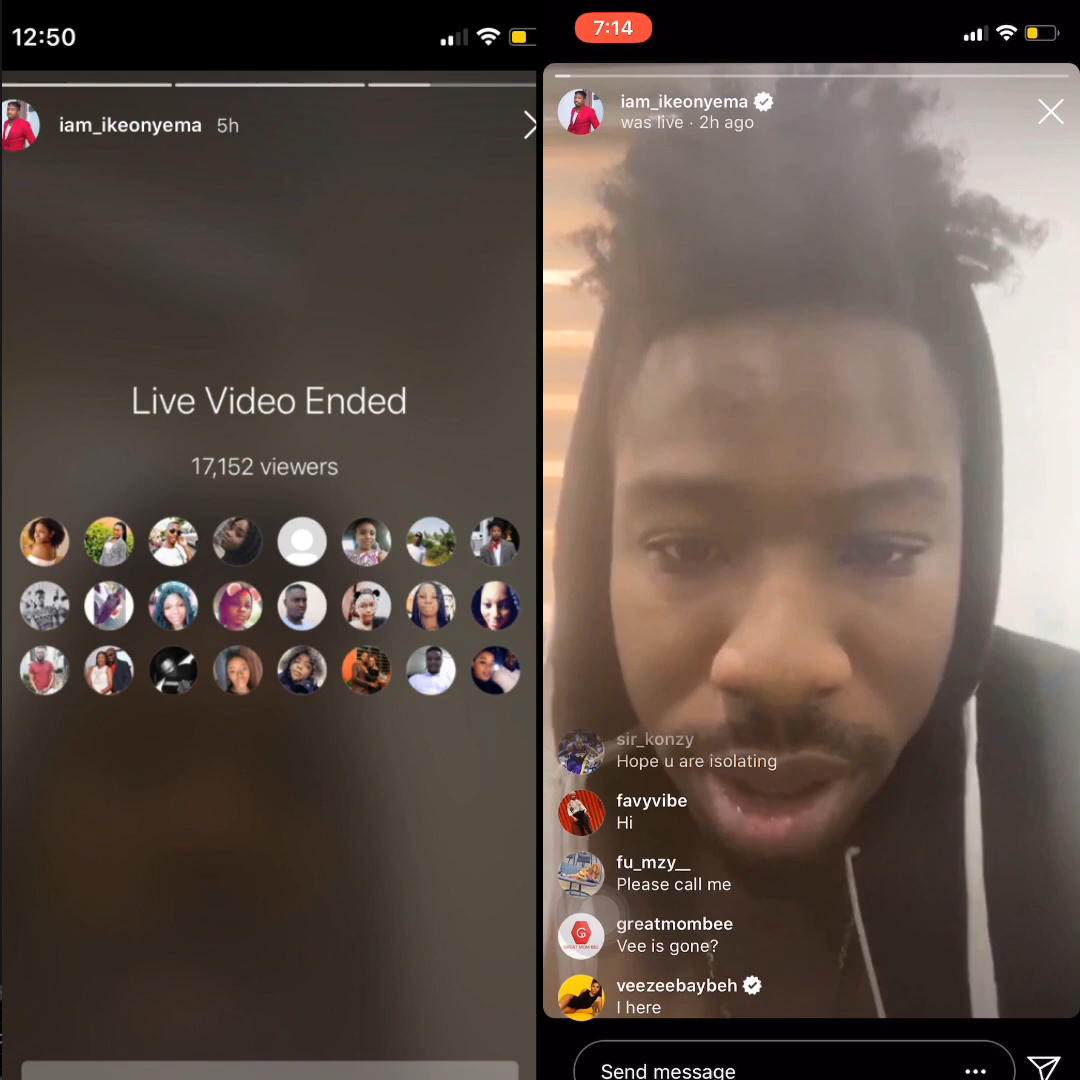 12:50
iam_ikeonyema 5h
Live Video Ended
17,152 viewers
7:14
iam_ikeonyema
was live · 2h ago
sir_konzy
Hope u are isolating
favyvibe
Hi
fu_mzy__
Please call me
greatmombee
Vee is gone?
veezeebaybeh
I here
Send message